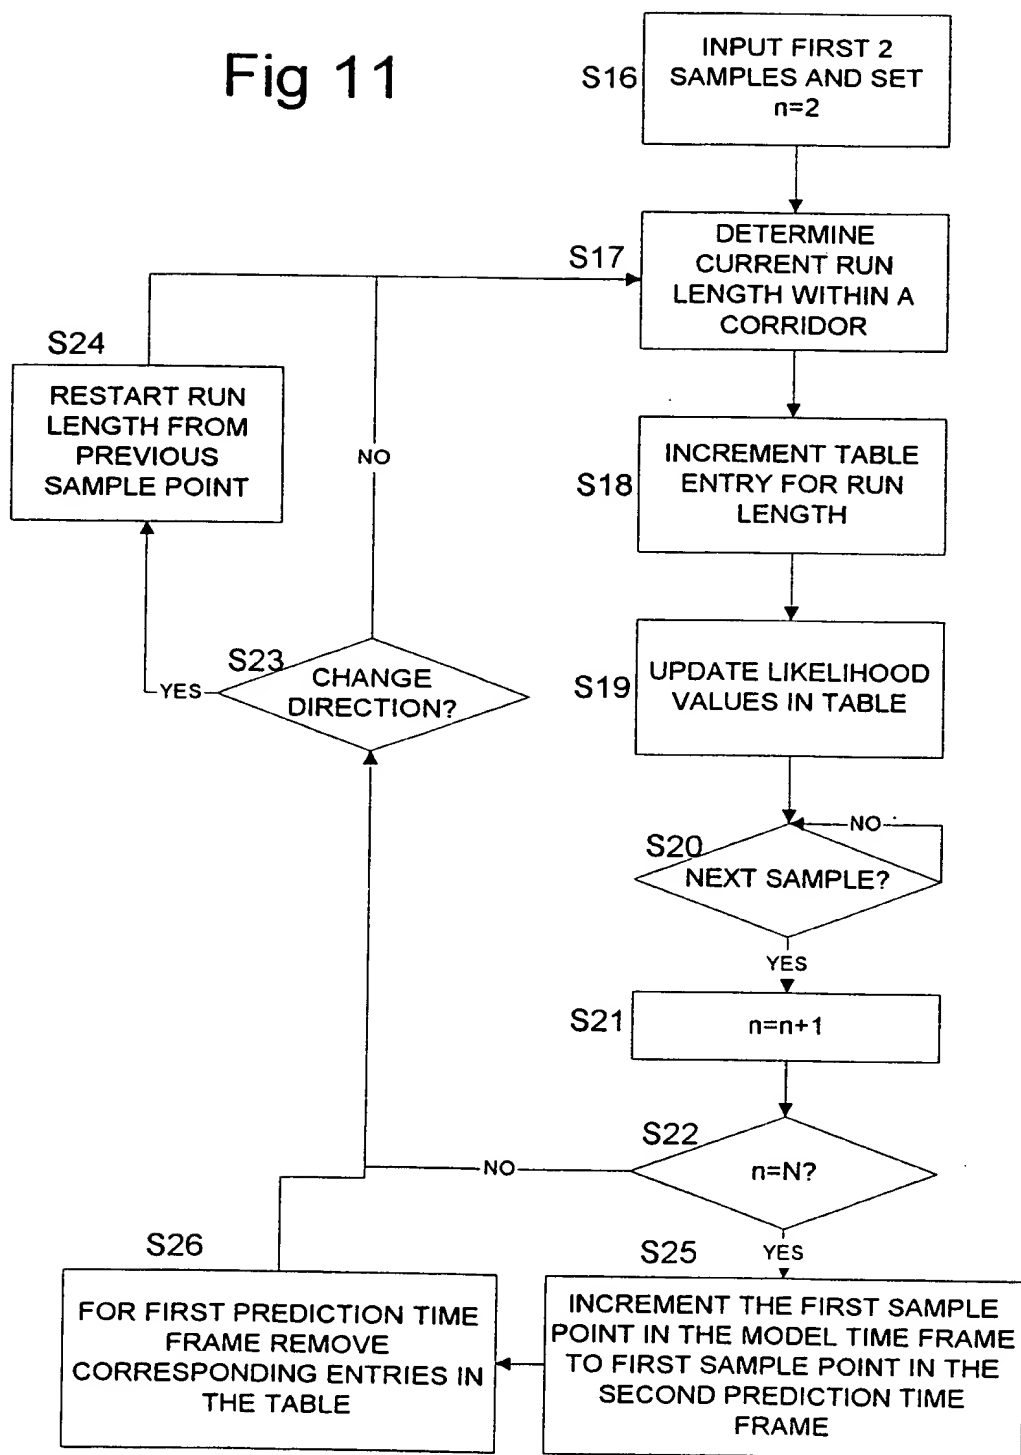 Fig 11
S16
INPUT FIRST 2
SAMPLES AND SET
n=2
S17
DETERMINE
CURRENT RUN
LENGTH WITHIN A
CORRIDOR
S24
RESTART RUN
LENGTH FROM
PREVIOUS
SAMPLE POINT
NO
S18
INCREMENT TABLE
ENTRY FOR RUN
LENGTH
S23
CHANGE
DIRECTION?
YES
S19
UPDATE LIKELIHOOD
VALUES IN TABLE
NO
S20
NEXT SAMPLE?
YES
S21
n=n+1
S22
n=N?
NO
YES
S26
FOR FIRST PREDICTION TIME
FRAME REMOVE
CORRESPONDING ENTRIES IN
THE TABLE
S25
INCREMENT THE FIRST SAMPLE
POINT IN THE MODEL TIME FRAME
TO FIRST SAMPLE POINT IN THE
SECOND PREDICTION TIME
FRAME